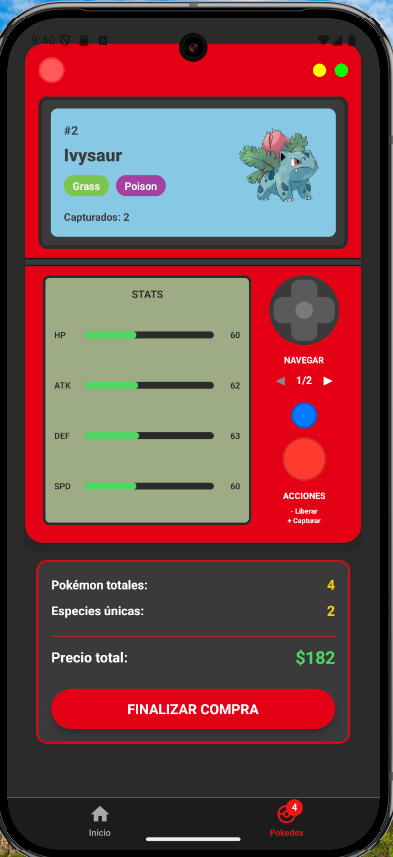 9:40
#2
Ivysaur
Grass Poison
Capturados: 2
STATS
HP 60
ATK 62
DEF 63
SPD 60
NAVEGAR
◀ 1/2 ▶
ACCIONES
- Liberar
+ Capturar
Pokémon totales: 4
Especies únicas: 2
Precio total: $182
FINALIZAR COMPRA
4
Inicio Pokedex